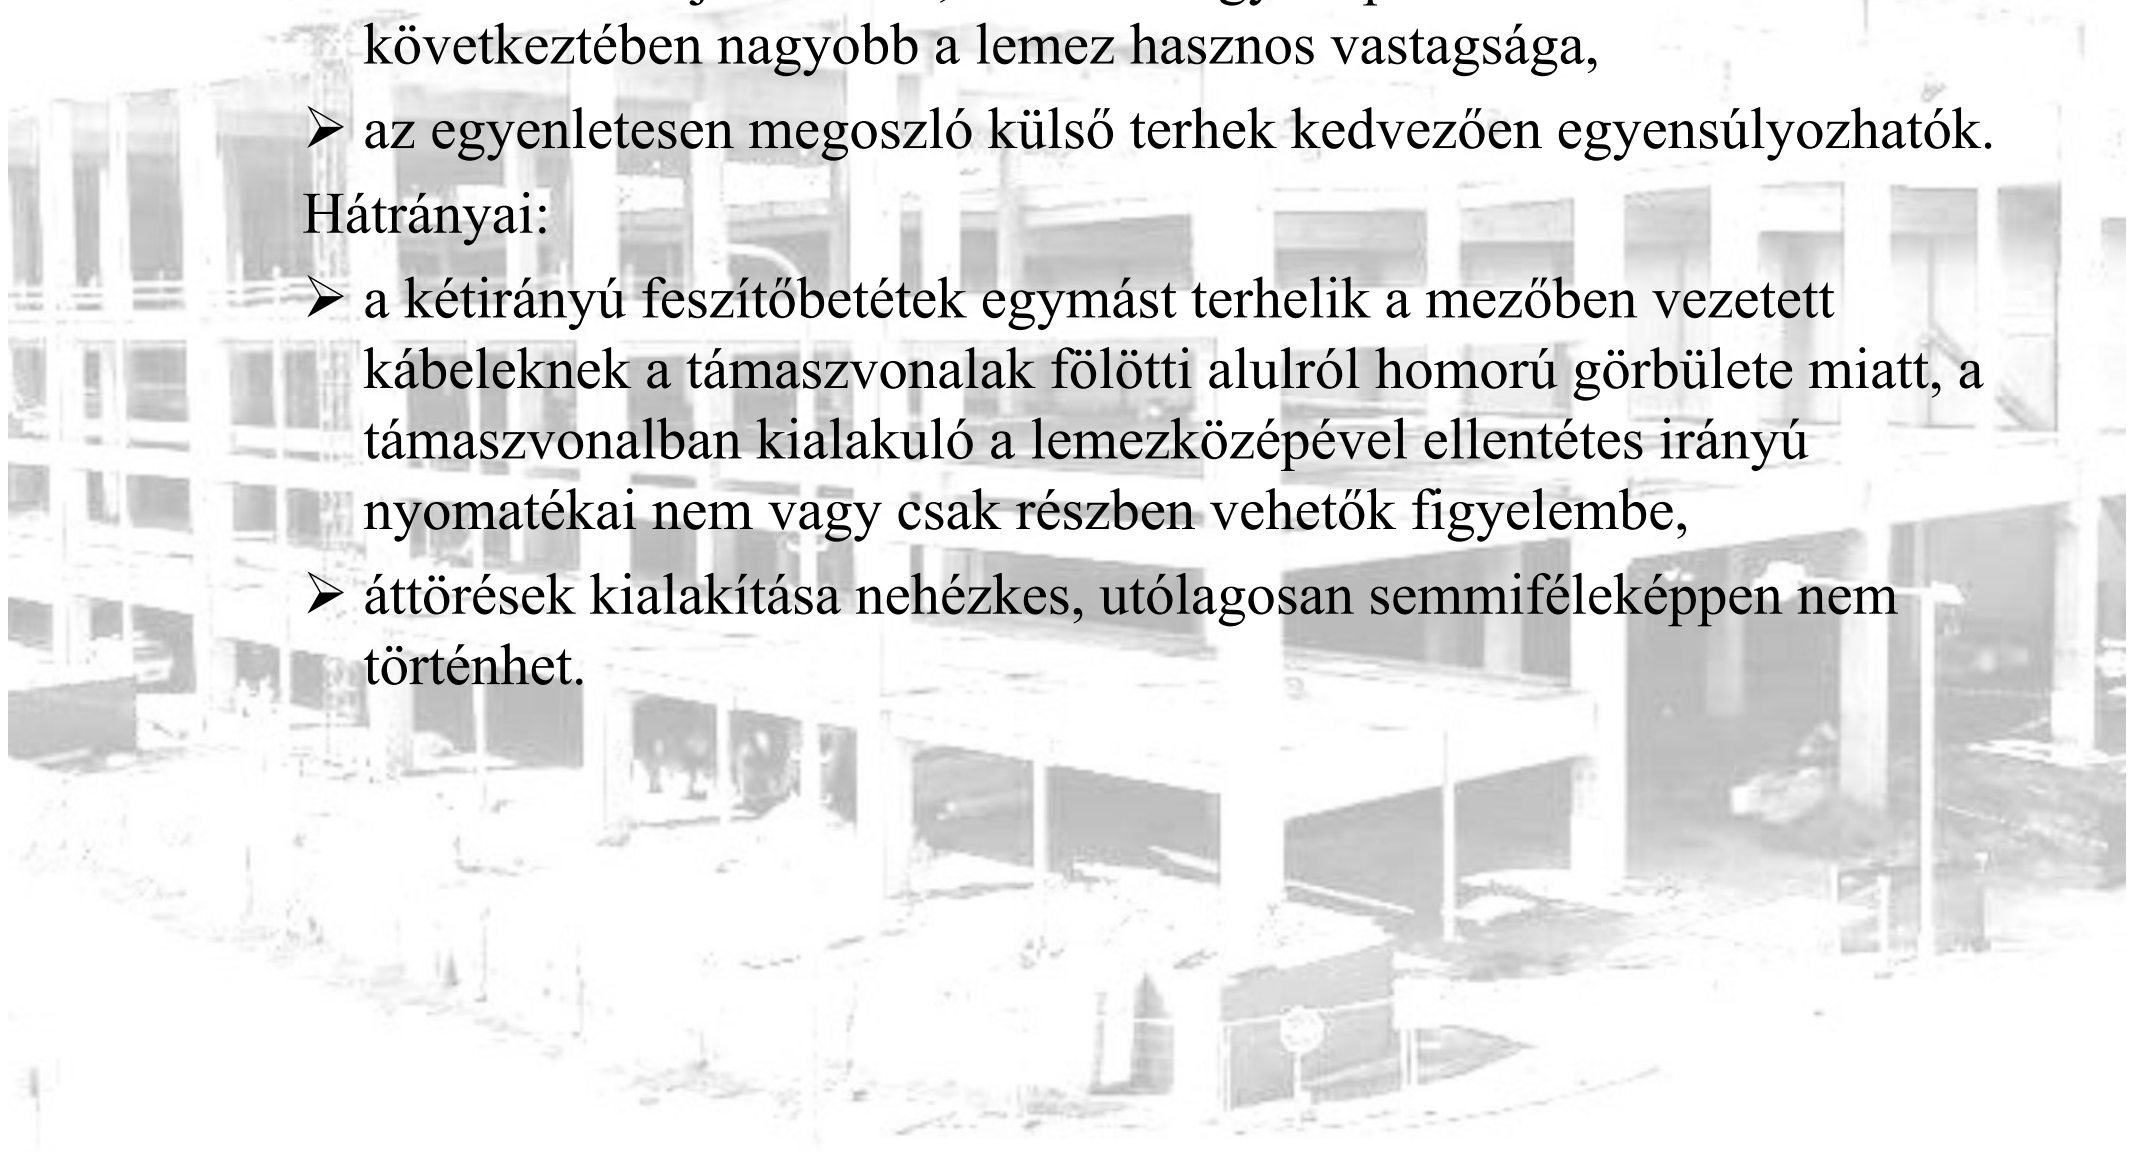 következtében nagyobb a lemez hasznos vastagsága,
➢ az egyenletesen megoszló külső terhek kedvezően egyensúlyozhatók.
Hátrányai:
➢ a kétirányú feszítőbetétek egymást terhelik a mezőben vezetett
kábeleknek a támaszvonalak fölötti alulról homorú görbülete miatt, a
támaszvonalban kialakuló a lemezközépével ellentétes irányú
nyomatékai nem vagy csak részben vehetők figyelembe,
➢ áttörések kialakítása nehézkes, utólagosan semmiféleképpen nem
történhet.